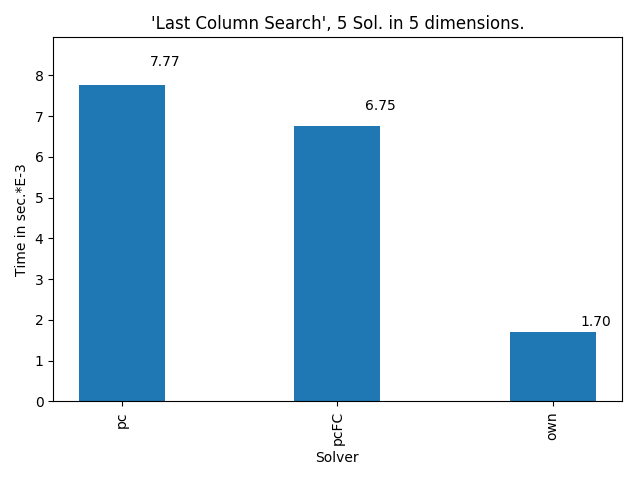 'Last Column Search', 5 Sol. in 5 dimensions.
Time in sec.*E-3
8
7
6
5
4
3
2
1
0
7.77
6.75
1.70
pc
pcFC
own
Solver